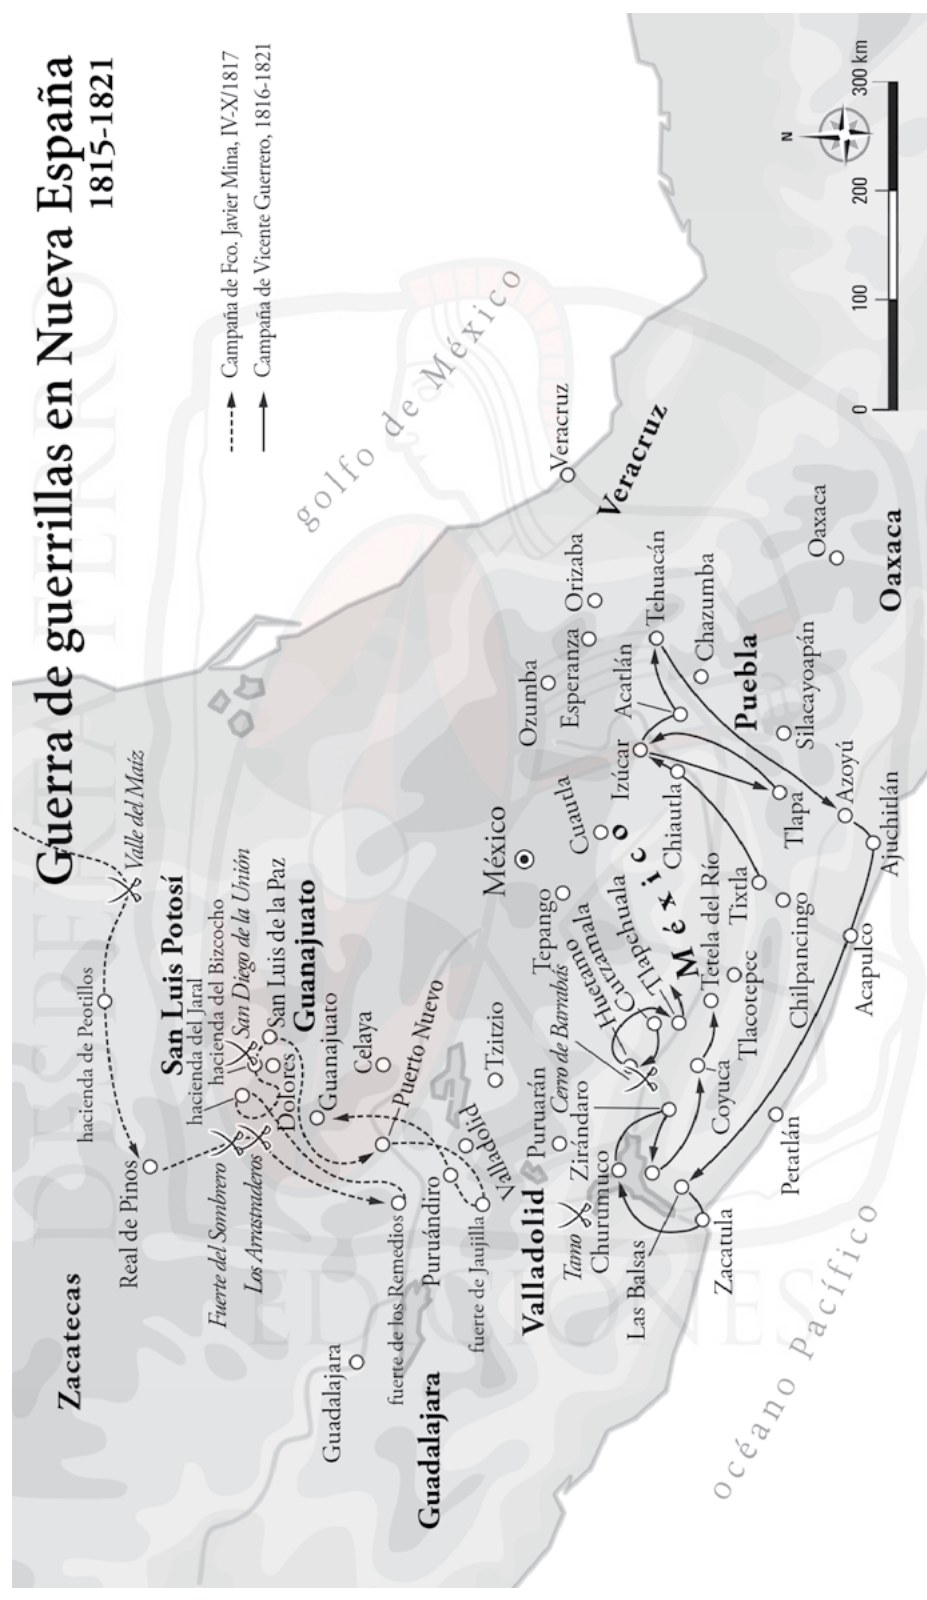 Guerra de guerrillas en Nueva España
1815-1821
Campaña de Fco. Javier Mina, IV-X/1817
Campaña de Vicente Guerrero, 1816-1821
Zacatecas
Real de Pinos
hacienda de Peotillos
Valle del Maíz
San Luis Potosí
hacienda del Jaral
hacienda del Bizcocho
San Diego de la Unión
San Luis de la Paz
Fuerte del Sombrero
Los Arrastraderos
Dolores
Guanajuato
Guanajuato
Guadalajara
Celaya
Puerto Nuevo
fuerte de los Remedios
Guadalajara
Puruándiro
fuerte de Jaujilla
Valladolid
Tzitzio
México
golfo de México
Valladolid
Puruarán
Cerro de Barrabás
Tepango
Ozumba
Esperanza
Orizaba
Veracruz
Veracruz
Tamo
Churumuco
Zirándaro
Huetamo
Cutzamala
Tlapchuala
Cuautla
Izúcar
Acatlán
Tehuacán
México
Chiautla
Chazumba
Puebla
Las Balsas
Zacatula
Coyuca
Tetela del Río
Tlacotepec
Tixtla
Petatlán
Chilpancingo
Tlapa
Silacayoapán
Oaxaca
Oaxaca
Azoyú
Ajuchitlán
Acapulco
océano Pacífico
N
0 100 200 300 km
DESPERTA FERRO
EDICIONES